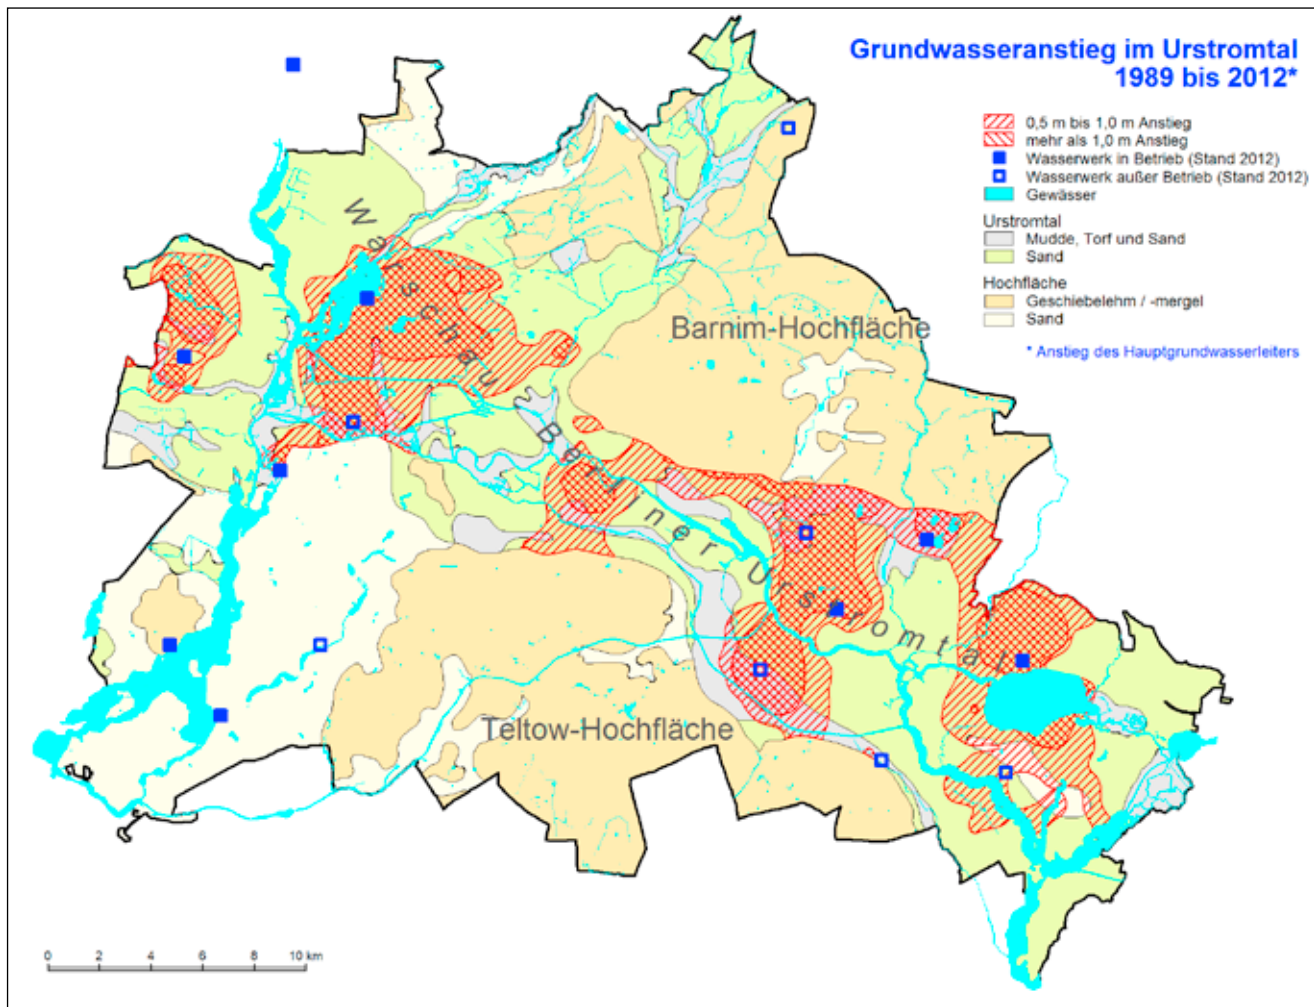 Grundwasseranstieg im Urstromtal
1989 bis 2012*
0,5 m bis 1,0 m Anstieg
mehr als 1,0 m Anstieg
Wasserwerk in Betrieb (Stand 2012)
Wasserwerk außer Betrieb (Stand 2012)
Gewässer
Urstromtal
Mudde, Torf und Sand
Sand
Hochfläche
Geschiebelehm / -mergel
Sand
* Anstieg des Hauptgrundwasserleiters
Warschau Berliner Urstromtal
Barnim-Hochfläche
Teltow-Hochfläche
0 2 4 6 8 10 km